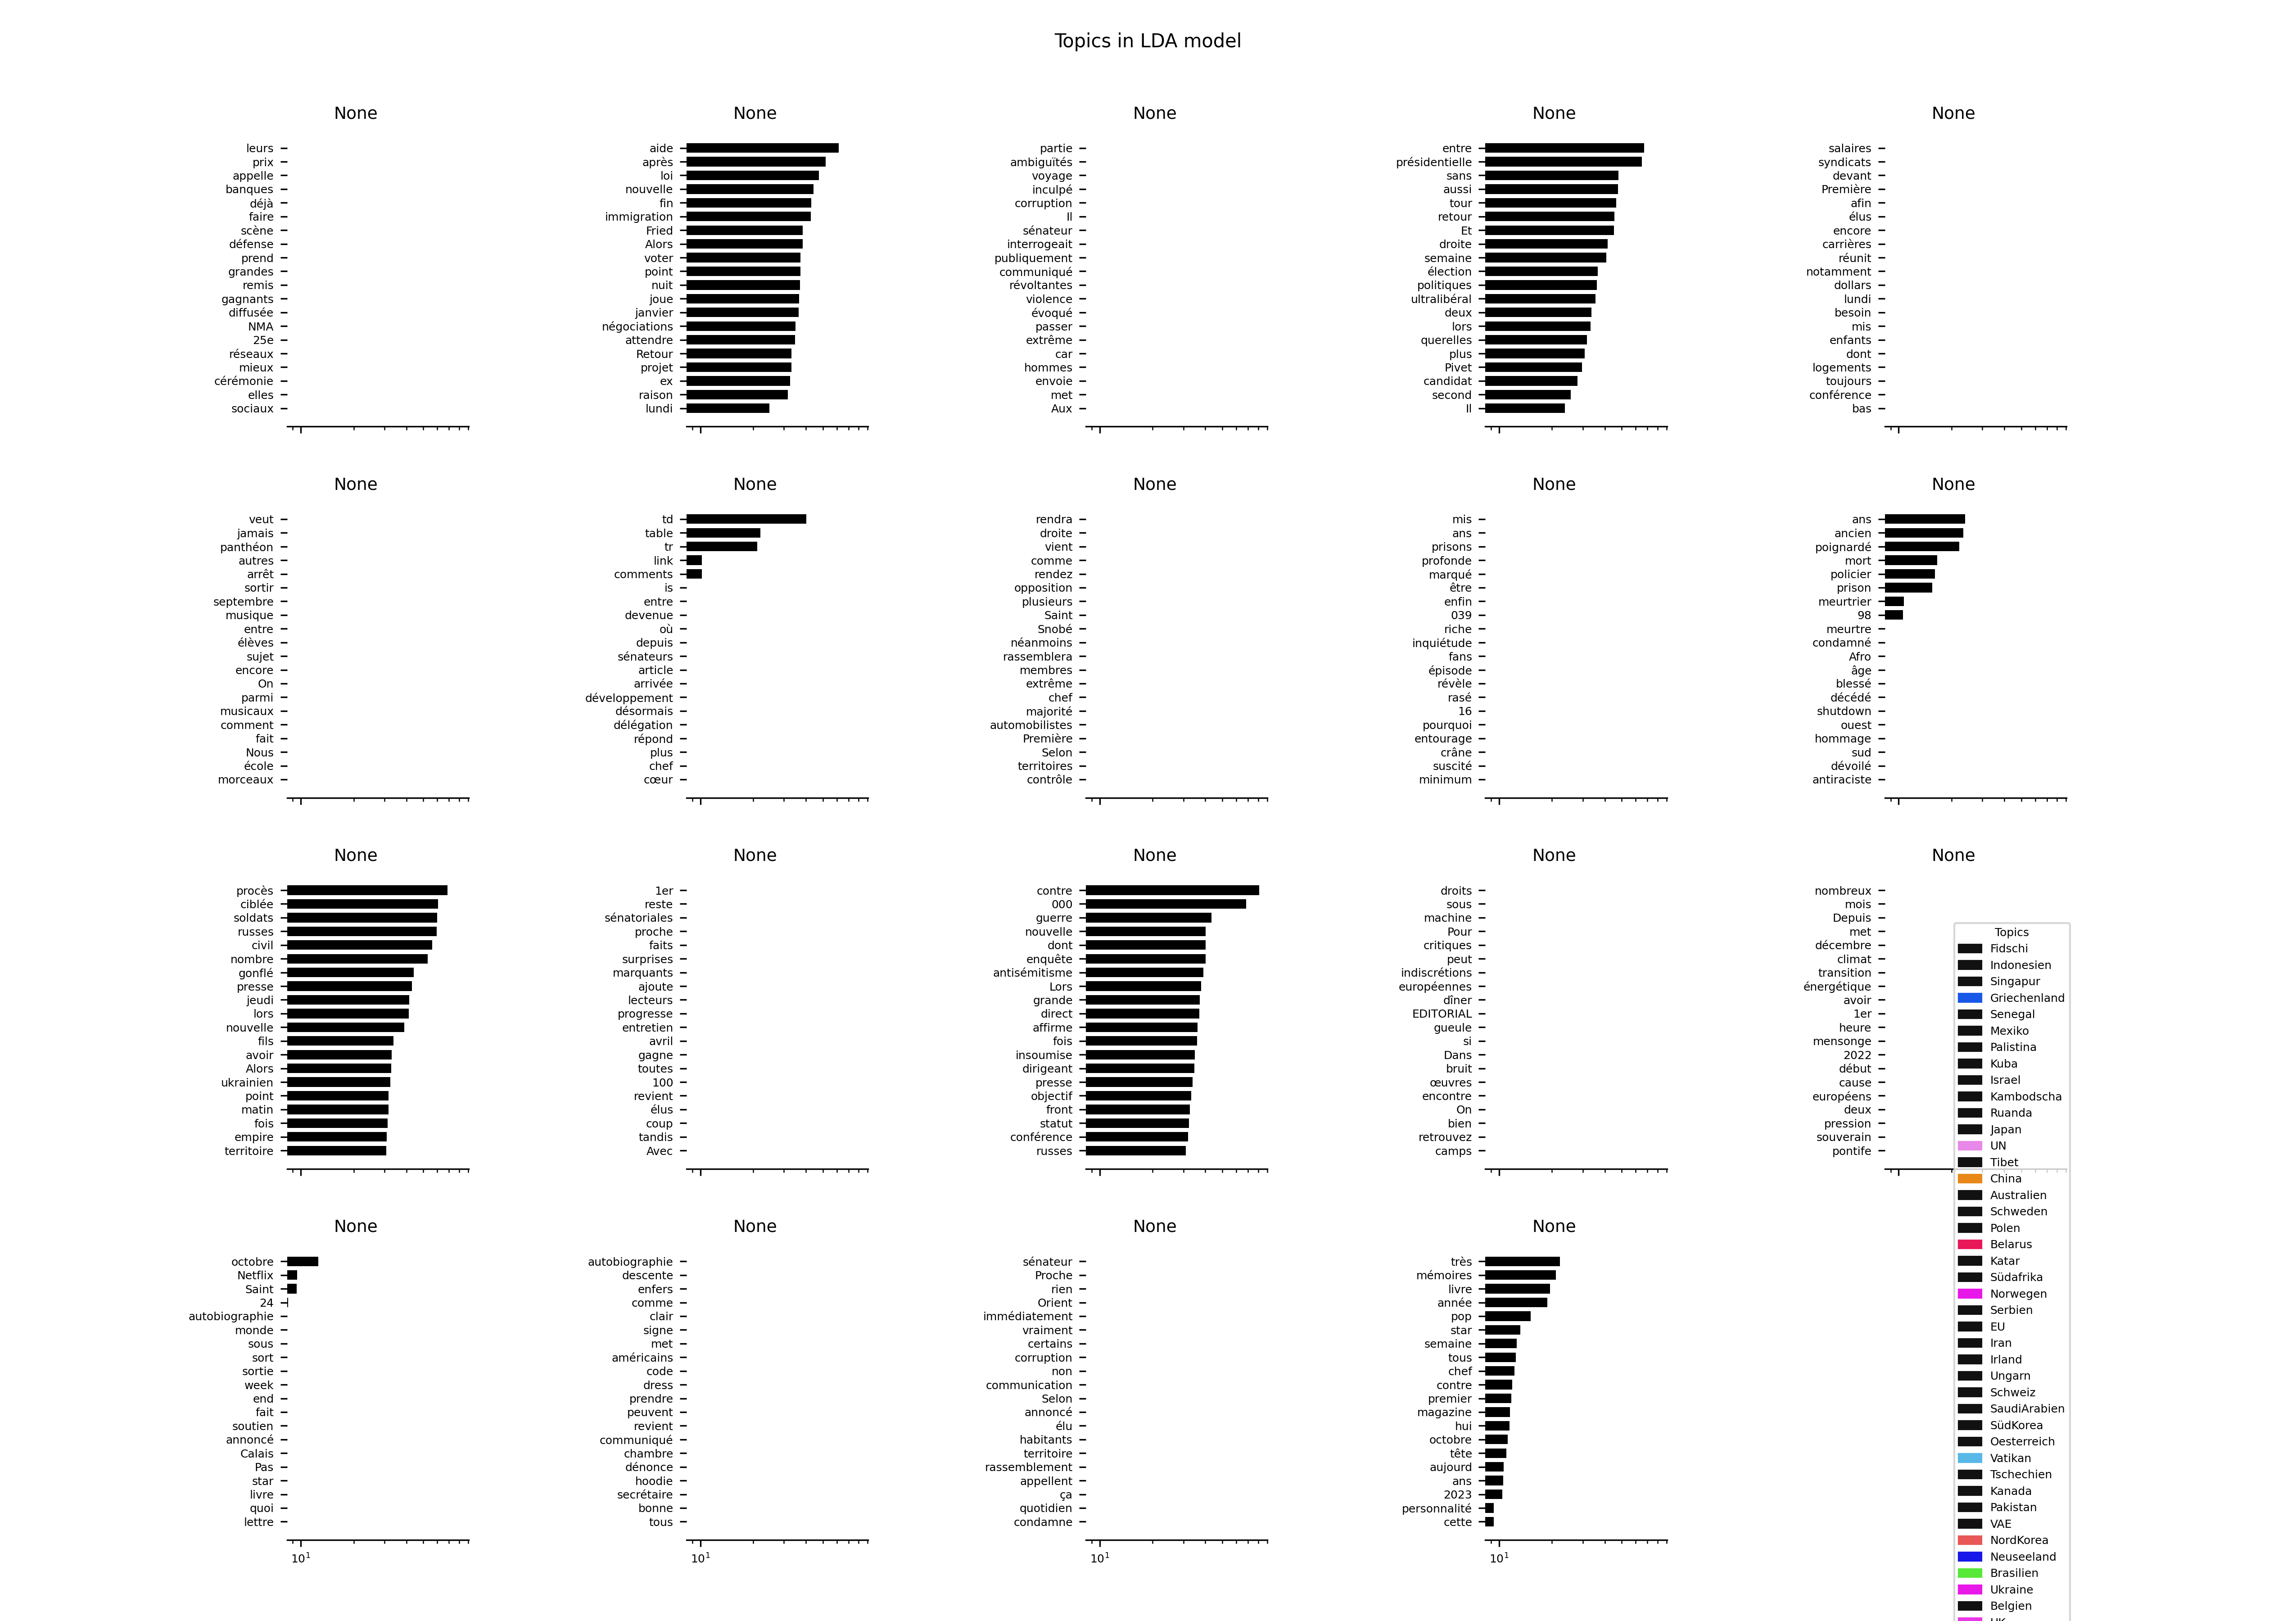 Topics in LDA model
None
leurs
prix
appelle
banques
déjà
faire
scène
défense
prend
grandes
remis
gagnants
diffusée
NMA
25e
réseaux
mieux
cérémonie
elles
sociaux
None
aide
après
loi
nouvelle
fin
immigration
Fried
Alors
voter
point
nuit
joue
janvier
négociations
attendre
Retour
projet
ex
raison
lundi
None
partie
ambiguïtés
voyage
inculpé
corruption
Il
sénateur
interrogeait
publiquement
communiqué
révoltantes
violence
évoqué
passer
extrême
car
hommes
envoie
met
Aux
None
entre
présidentielle
sans
aussi
tour
retour
Et
droite
semaine
élection
politiques
ultralibéral
deux
lors
querelles
plus
Pivet
candidat
second
Il
None
salaires
syndicats
devant
Première
afin
élus
encore
carrières
réunit
notamment
dollars
lundi
besoin
mis
enfants
dont
logements
toujours
conférence
bas
None
veut
jamais
panthéon
autres
arrêt
sortir
septembre
musique
entre
élèves
sujet
encore
On
parmi
musicaux
comment
fait
Nous
école
morceaux
None
td
table
tr
link
comments
is
entre
devenue
où
depuis
sénateurs
article
arrivée
développement
désormais
délégation
répond
plus
chef
cœur
None
rendra
droite
vient
comme
rendez
opposition
plusieurs
Saint
Snobé
néanmoins
rassemblera
membres
extrême
chef
majorité
automobilistes
Première
Selon
territoires
contrôle
None
mis
ans
prisons
profonde
marqué
être
enfin
039
riche
inquiétude
fans
épisode
révèle
rasé
16
pourquoi
entourage
crâne
suscité
minimum
None
ans
ancien
poignardé
mort
policier
prison
meurtrier
98
meurtre
condamné
Afro
âge
blessé
décédé
shutdown
ouest
hommage
sud
dévoilé
antiraciste
None
procès
ciblée
soldats
russes
civil
nombre
gonflé
presse
jeudi
lors
nouvelle
fils
avoir
Alors
ukrainien
point
matin
fois
empire
territoire
None
1er
reste
sénatoriales
proche
faits
surprises
marquants
ajoute
lecteurs
progresse
entretien
avril
gagne
toutes
100
revient
élus
coup
tandis
Avec
None
contre
000
guerre
nouvelle
dont
enquête
antisémitisme
Lors
grande
direct
affirme
fois
insoumise
dirigeant
presse
objectif
front
statut
conférence
russes
None
droits
sous
machine
Pour
critiques
peut
indiscrétions
européennes
dîner
EDITORIAL
gueule
si
Dans
bruit
œuvres
encontre
On
bien
retrouvez
camps
None
nombreux
mois
Depuis
met
décembre
climat
transition
énergétique
avoir
1er
heure
mensonge
2022
début
cause
européens
deux
pression
souverain
pontife
None
octobre
Netflix
Saint
24
autobiographie
monde
sous
sort
sortie
week
end
fait
soutien
annoncé
Calais
Pas
star
livre
quoi
lettre
10¹
None
autobiographie
descente
enfers
comme
clair
signe
met
américains
code
dress
prendre
peuvent
revient
communiqué
chambre
dénonce
hoodie
secrétaire
bonne
tous
10¹
None
sénateur
Proche
rien
Orient
immédiatement
vraiment
certains
corruption
non
communication
Selon
annoncé
élu
habitants
territoire
rassemblement
appellent
ça
quotidien
condamne
10¹
None
très
mémoires
livre
année
pop
star
semaine
tous
chef
contre
premier
magazine
hui
octobre
tête
aujourd
ans
2023
personnalité
cette
10¹
Topics
Fidschi
Indonesien
Singapur
Griechenland
Senegal
Mexiko
Palistina
Kuba
Israel
Kambodscha
Ruanda
Japan
UN
Tibet
China
Australien
Schweden
Polen
Belarus
Katar
Südafrika
Norwegen
Serbien
EU
Iran
Irland
Ungarn
Schweiz
SaudiArabien
SüdKorea
Oesterreich
Vatikan
Tschechien
Kanada
Pakistan
VAE
NordKorea
Neuseeland
Brasilien
Ukraine
Belgien